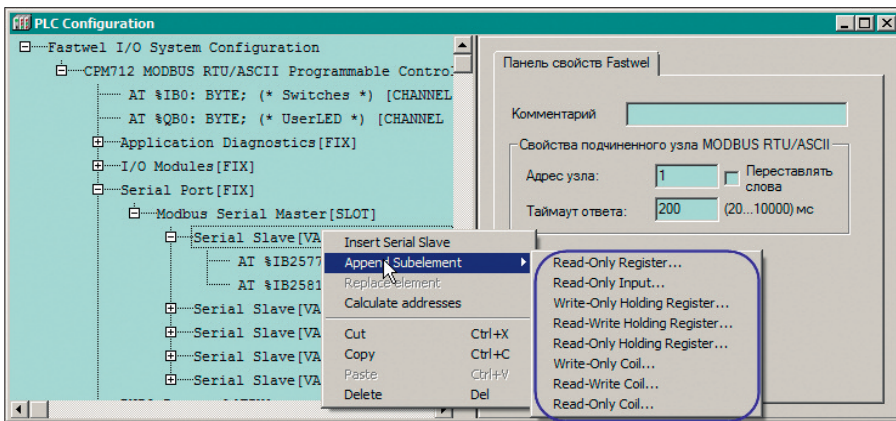 PLC Configuration
Fastwel I/O System Configuration
CPM712 MODBUS RTU/ASCII Programmable
AT %IB0: BYTE; (* Switches *) [CHANNEL
AT %QB0: BYTE; (* UserLED *) [CHANNEL
Application Diagnostics[FIX]
I/O Modules[FIX]
Serial Port[FIX]
Modbus Serial Master[SLOT]
Serial Slave[VA
AT %IB2577
AT %IB2581
Serial Slave[VA
Serial Slave[VA
Serial Slave[VA
Serial Slave[VA
Insert Serial Slave
Append Subelement
Replace element
Calculate addresses
Cut Ctrl+X
Copy Ctrl+C
Paste Ctrl+V
Delete Del
Read-Only Register...
Read-Only Input...
Write-Only Holding Register...
Read-Write Holding Register...
Read-Only Holding Register...
Write-Only Coil...
Read-Write Coil...
Read-Only Coil...
Панель свойств Fastwel
Комментарий
Свойства подчиненного узла MODBUS RTU/ASCII
Адрес узла: 1 Переставлять
слова
Таймаут ответа: 200 (20...10000) мс